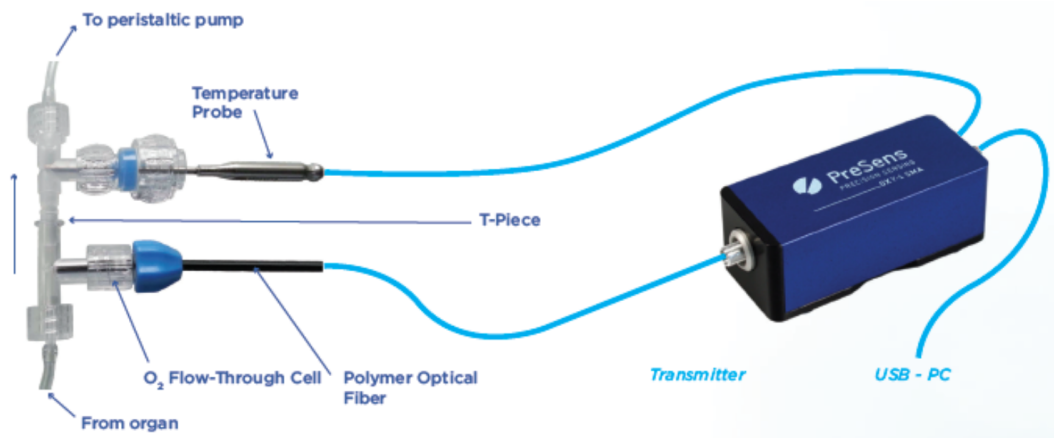 To peristaltic pump
Temperature
Probe
PreSens
PRECISION SENSING
OXY-1 SMA
T-Piece
O₂ Flow-Through Cell
Polymer Optical
Fiber
Transmitter
USB - PC
From organ